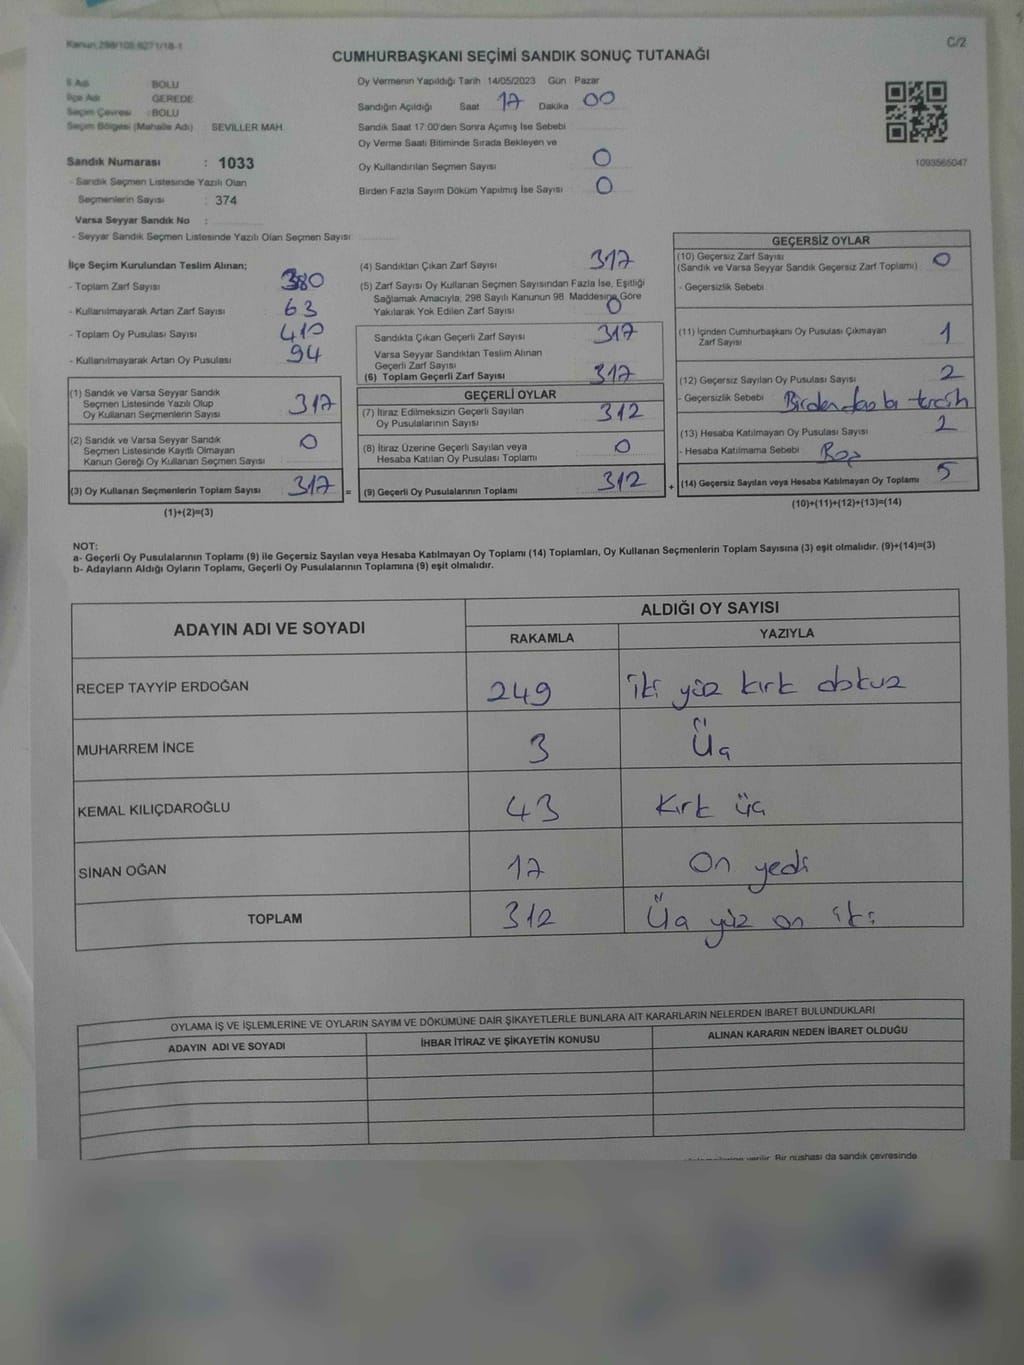 Kanun:298/105,6271/18-1
C/2
CUMHURBAŞKANI SEÇİMİ SANDIK SONUÇ TUTANAĞI
İl Adı BOLU
İlçe Adı GEREDE
Seçim Çevresi : BOLU
Seçim Bölgesi (Mahalle Adı) SEVİLLER MAH.
Sandık Numarası : 1033
- Sandık Seçmen Listesinde Yazılı Olan
Seçmenlerin Sayısı : 374
Varsa Seyyar Sandık No :
- Seyyar Sandık Seçmen Listesinde Yazılı Olan Seçmen Sayısı:
Oy Vermenin Yapıldığı Tarih :14/05/2023 Gün : Pazar
Sandığın Açıldığı Saat 17 Dakika : 00
Sandık Saat 17:00'den Sonra Açımış İse Sebebi
Oy Verme Saati Bitiminde Sırada Bekleyen ve
Oy Kullandırılan Seçmen Sayısı 0
Birden Fazla Sayım Döküm Yapılmış İse Sayısı 0
1093565047
İlçe Seçim Kurulundan Teslim Alınan;
- Toplam Zarf Sayısı 380
- Kullanılmayarak Artan Zarf Sayısı 63
- Toplam Oy Pusulası Sayısı
- Kullanılmayarak Artan Oy Pusulası 94
(1) Sandık ve Varsa Seyyar Sandık
Seçmen Listesinde Yazılı Olup
Oy Kullanan Seçmenlerin Sayısı 317
(2) Sandık ve Varsa Seyyar Sandık
Seçmen Listesinde Kayıtlı Olmayan
Kanun Gereği Oy Kullanan Seçmen Sayısı 0
(3) Oy Kullanan Seçmenlerin Toplam Sayısı 317 =
(1)+(2)=(3)
(4) Sandıktan Çıkan Zarf Sayısı 317
(5) Zarf Sayısı Oy Kullanan Seçmen Sayısından Fazla İse, Eşitliği
Sağlamak Amacıyla, 298 Sayılı Kanunun 98. Maddesine Göre
Yakılarak Yok Edilen Zarf Sayısı 0
Sandıkta Çıkan Geçerli Zarf Sayısı 317
Varsa Seyyar Sandıktan Teslim Alınan
Geçerli Zarf Sayısı
(6) Toplam Geçerli Zarf Sayısı 317
GEÇERLİ OYLAR
(7) İtiraz Edilmeksizin Geçerli Sayılan
Oy Pusulalarının Sayısı 312
(8) İtiraz Üzerine Geçerli Sayılan veya
Hesaba Katılan Oy Pusulası Toplamı 0
(9) Geçerli Oy Pusulalarının Toplamı 312 +
GEÇERSİZ OYLAR
(10) Geçersiz Zarf Sayısı
(Sandık ve Varsa Seyyar Sandık Geçersiz Zarf Toplamı) 0
- Geçersizlik Sebebi
(11) İçinden Cumhurbaşkanı Oy Pusulası Çıkmayan
Zarf Sayısı 1
(12) Geçersiz Sayılan Oy Pusulası Sayısı 2
- Geçersizlik Sebebi Birden fazla tercih
(13) Hesaba Katılmayan Oy Pusulası Sayısı 2
- Hesaba Katılmama Sebebi Boş
(14) Geçersiz Sayılan veya Hesaba Katılmayan Oy Toplamı 5
(10)+(11)+(12)+(13)=(14)
NOT:
a- Geçerli Oy Pusulalarının Toplamı (9) ile Geçersiz Sayılan veya Hesaba Katılmayan Oy Toplamı (14) Toplamları, Oy Kullanan Seçmenlerin Toplam Sayısına (3) eşit olmalıdır. (9)+(14)=(3)
b- Adayların Aldığı Oyların Toplamı, Geçerli Oy Pusulalarının Toplamına (9) eşit olmalıdır.
ADAYIN ADI VE SOYADI ALDIĞI OY SAYISI
RAKAMLA YAZIYLA
RECEP TAYYİP ERDOĞAN 249 iki yüz kırk dokuz
MUHARREM İNCE 3 Üç
KEMAL KILIÇDAROĞLU 43 Kırk üç
SİNAN OĞAN 17 On yedi
TOPLAM 312 Üç yüz on iki
OYLAMA İŞ VE İŞLEMLERİNE VE OYLARIN SAYIM VE DÖKÜMÜNE DAİR ŞİKAYETLERLE BUNLARA AİT KARARLARIN NELERDEN İBARET BULUNDUKLARI
ADAYIN ADI VE SOYADI İHBAR İTİRAZ VE ŞİKAYETİN KONUSU ALINAN KARARIN NEDEN İBARET OLDUĞU
verilir. Bir nüshası da sandık çevresinde